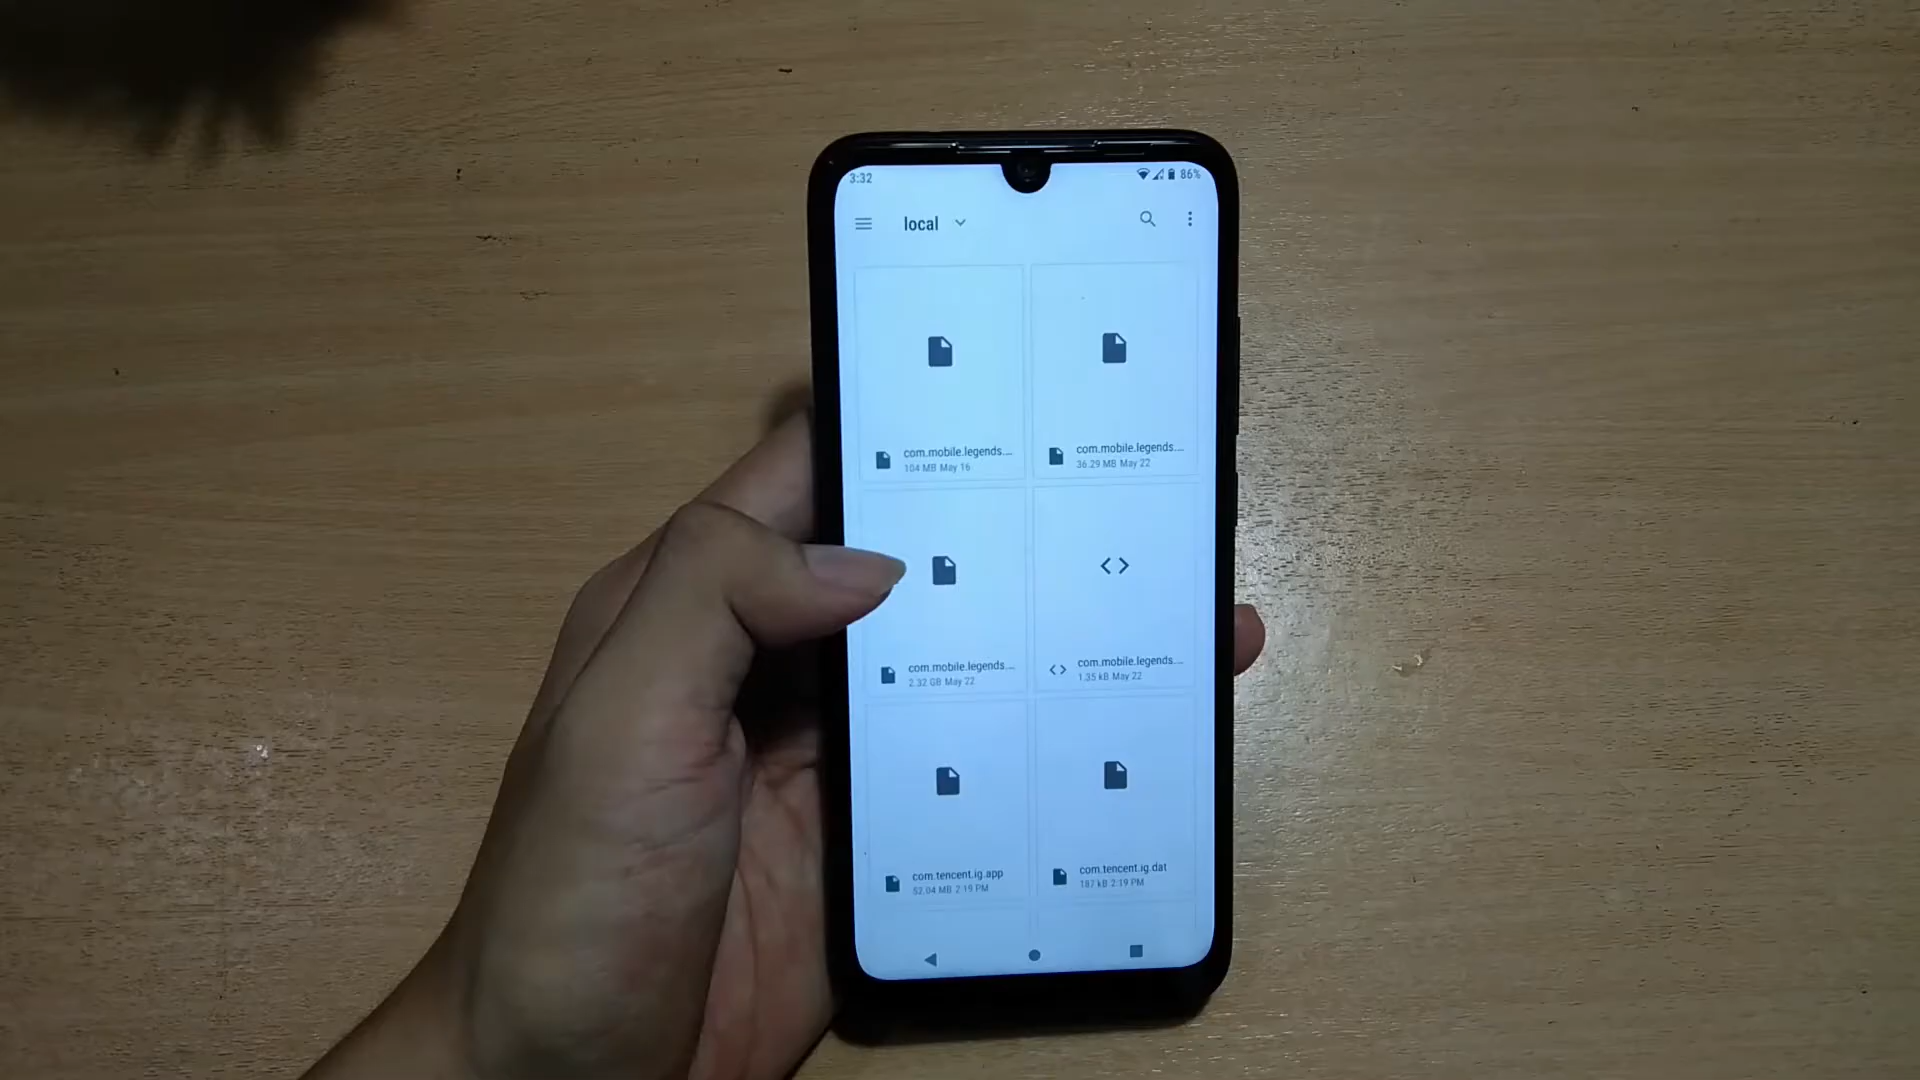 3:32
86%
local
com.mobile.legends....
104 MB May 16
com.mobile.legends....
36.29 MB May 22
com.mobile.legends....
2.32 GB May 22
com.mobile.legends....
1.35 kB May 22
com.tencent.ig.app
52.04 MB 2:19 PM
com.tencent.ig.dat
187 kB 2:19 PM